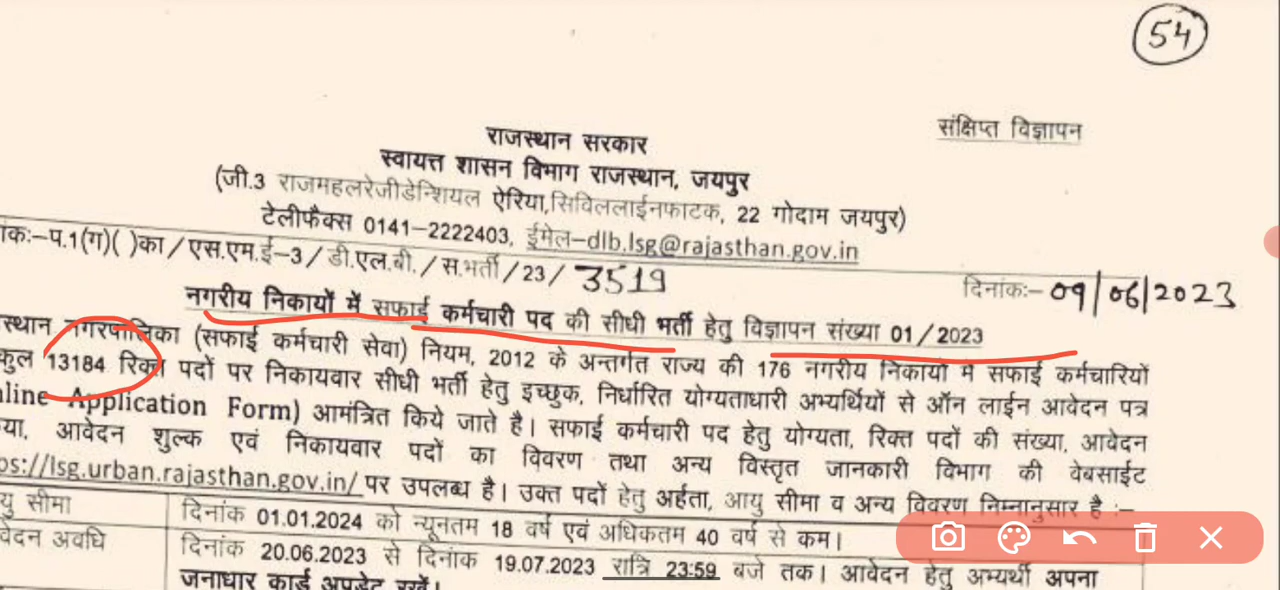 54
संक्षिप्त विज्ञापन
राजस्थान सरकार
स्वायत्त शासन विभाग राजस्थान, जयपुर
(जी.3 राजमहलरेजीडेन्शियल ऐरिया,सिविललाईनफाटक, 22 गोदाम जयपुर)
टेलीफैक्स 0141-2222403, ईमेल-dlb.lsg@rajasthan.gov.in
कः-प.1(ग)( )का / एस.एम.ई-3 / डी.एल.बी. / स.भर्ती / 23 / 3519 दिनांकः- 09/06/2023
नगरीय निकायों में सफाई कर्मचारी पद की सीधी भर्ती हेतु विज्ञापन संख्या 01 / 2023
स्थान नगरपालिका (सफाई कर्मचारी सेवा) नियम, 2012 के अन्तर्गत राज्य की 176 नगरीय निकायों में सफाई कर्मचारियों
कुल 13184 रिक्त पदों पर निकायवार सीधी भर्ती हेतु इच्छुक, निर्धारित योग्यताधारी अभ्यर्थियों से ऑन लाईन आवेदन पत्र
line Application Form) आमंत्रित किये जाते है। सफाई कर्मचारी पद हेतु योग्यता, रिक्त पदों की संख्या, आवेदन
या, आवेदन शुल्क एवं निकायवार पदों का विवरण तथा अन्य विस्तृत जानकारी विभाग की वेबसाईट
ps://lsg.urban.rajasthan.gov.in/ पर उपलब्ध है। उक्त पदों हेतु अर्हता, आयु सीमा व अन्य विवरण निम्नानुसार है :-
यु सीमा दिनांक 01.01.2024 को न्यूनतम 18 वर्ष एवं अधिकतम 40 वर्ष से कम।
वेदन अवधि दिनांक 20.06.2023 से दिनांक 19.07.2023 रात्रि 23:59 बजे तक। आवेदन हेतु अभ्यर्थी अपना
जनाधार कार्ड अपडेट रखें।